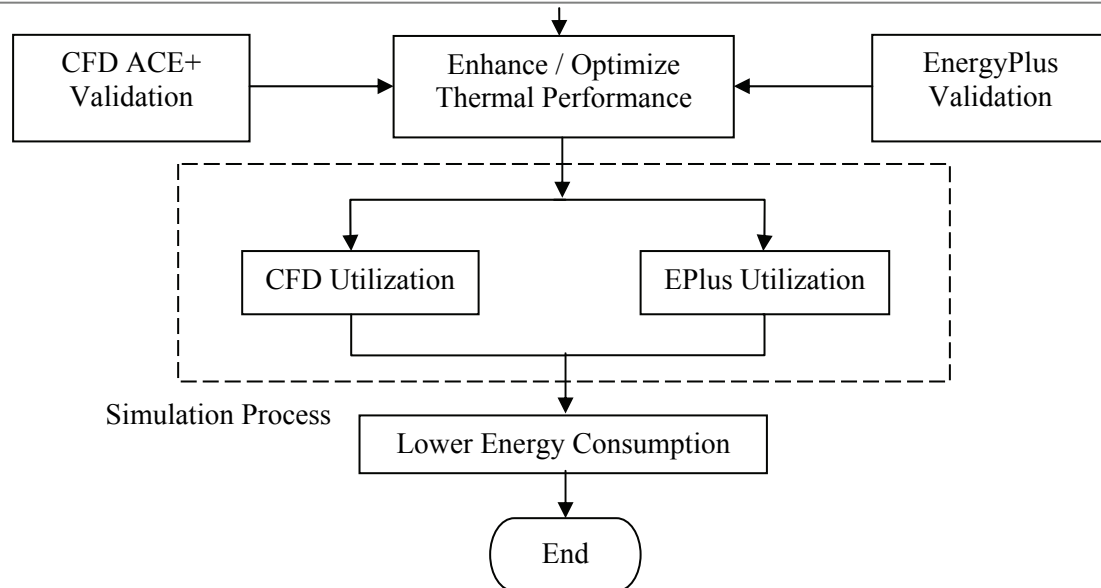 CFD ACE+
Validation
Enhance / Optimize
Thermal Performance
EnergyPlus
Validation
CFD Utilization
EPlus Utilization
Simulation Process
Lower Energy Consumption
End